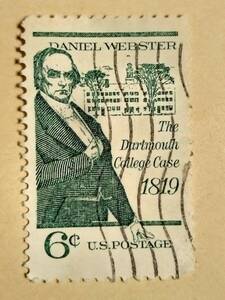 DANIEL WEBSTER
The
Dartmouth
College Case
1819
6¢ U.S. POSTAGE